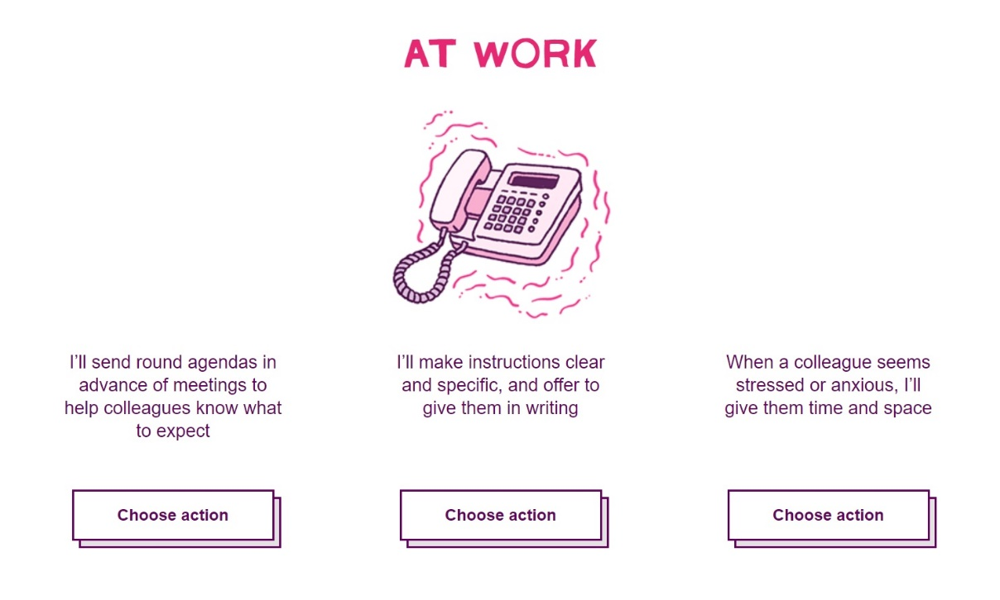 AT WORK
I’ll send round agendas in
advance of meetings to
help colleagues know what
to expect
I’ll make instructions clear
and specific, and offer to
give them in writing
When a colleague seems
stressed or anxious, I’ll
give them time and space
Choose action
Choose action
Choose action